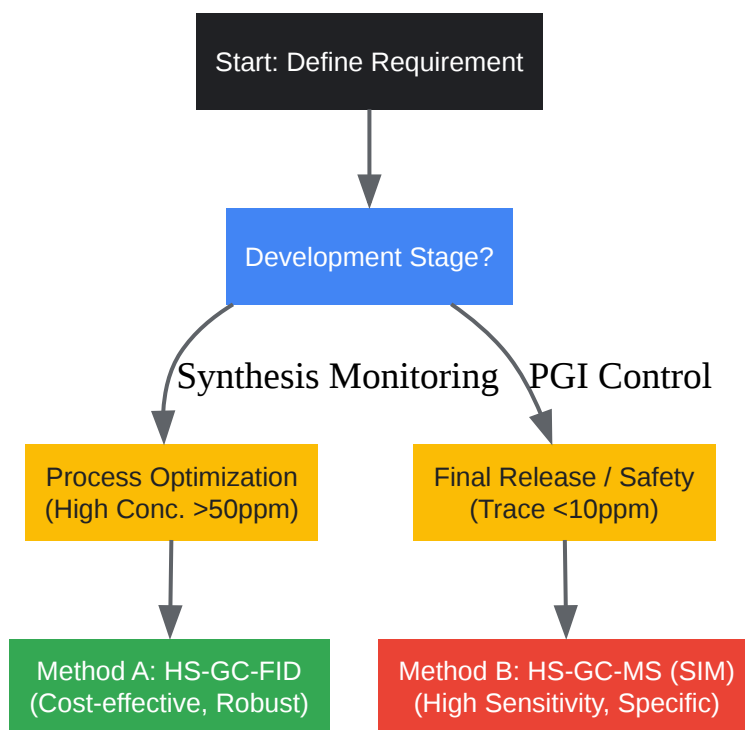 Start: Define Requirement
Development Stage?
Synthesis Monitoring
PGI Control
Process Optimization
(High Conc. >50ppm)
Final Release / Safety
(Trace <10ppm)
Method A: HS-GC-FID
(Cost-effective, Robust)
Method B: HS-GC-MS (SIM)
(High Sensitivity, Specific)